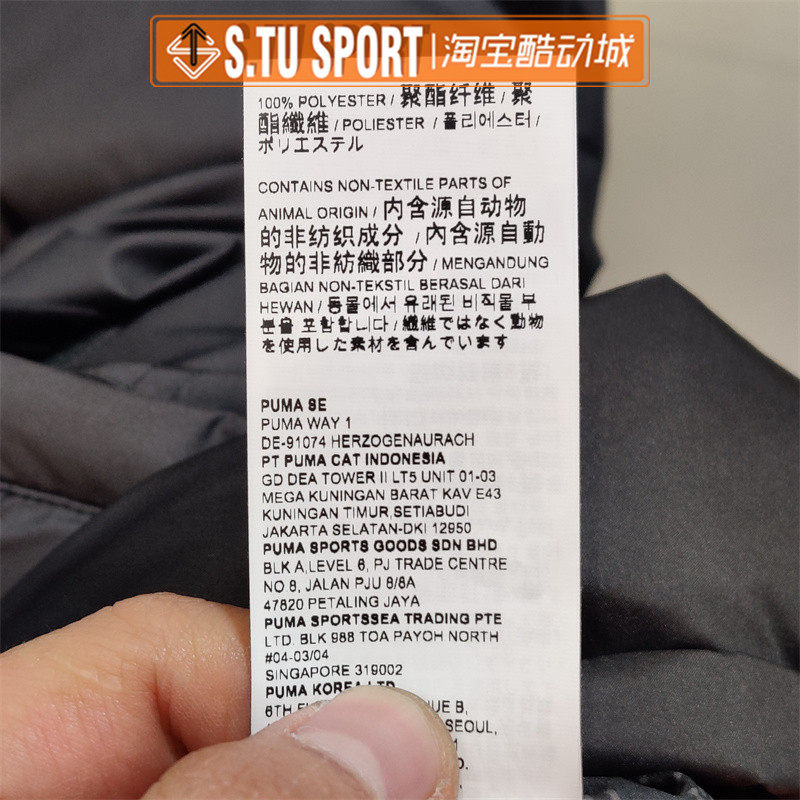 S.TU SPORT|淘宝酷动城
100% POLYESTER / 聚酯纤维 / 聚
酯纖維 / POLIESTER / 폴리에스터 /
ポリエステル
CONTAINS NON-TEXTILE PARTS OF
ANIMAL ORIGIN / 内含源自动物
的非纺织成分 / 內含源自動
物的非紡織部分 / MENGANDUNG
BAGIAN NON-TEKSTIL BERASAL DARI
HEWAN / 동물에서 유래된 비직물 부
분을 포함합니다 / 繊維ではなく動物
を使用した素材を含んでいます
PUMA SE
PUMA WAY 1
DE-91074 HERZOGENAURACH
PT PUMA CAT INDONESIA
GD DEA TOWER II LT5 UNIT 01-03
MEGA KUNINGAN BARAT KAV E43
KUNINGAN TIMUR,SETIABUDI
JAKARTA SELATAN-DKI 12950
PUMA SPORTS GOODS SDN BHD
BLK A,LEVEL 6, PJ TRADE CENTRE
NO 8, JALAN PJU 8/8A
47820 PETALING JAYA
PUMA SPORTSSEA TRADING PTE
LTD. BLK 988 TOA PAYOH NORTH
#04-03/04
SINGAPORE 319002
PUMA KOREA LTD
6TH B,
SEOUL,